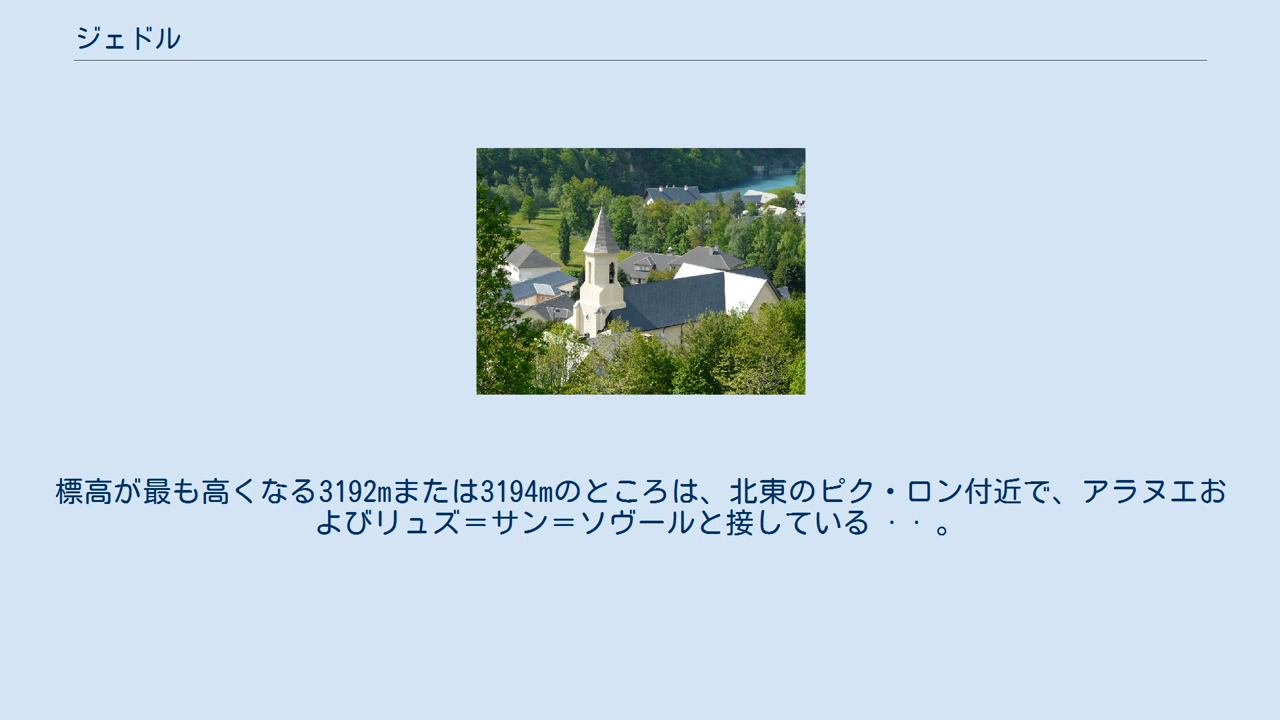 ジェドル
標高が最も高くなる3192mまたは3194mのところは、北東のピク・ロン付近で、アラヌエお
よびリュズ＝サン＝ソヴールと接している · · 。